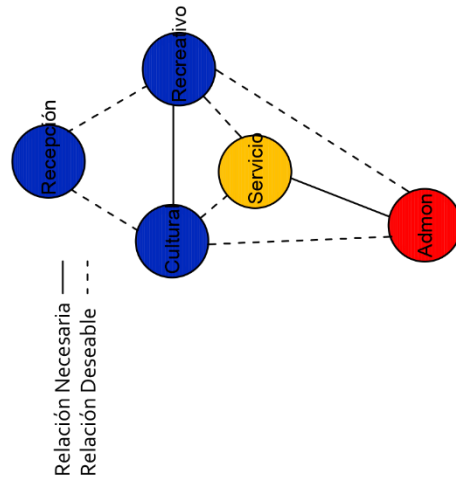 Relación Necesaria
Relación Deseable
Recepción
Cultura
Recreativo
Servicio
Admon